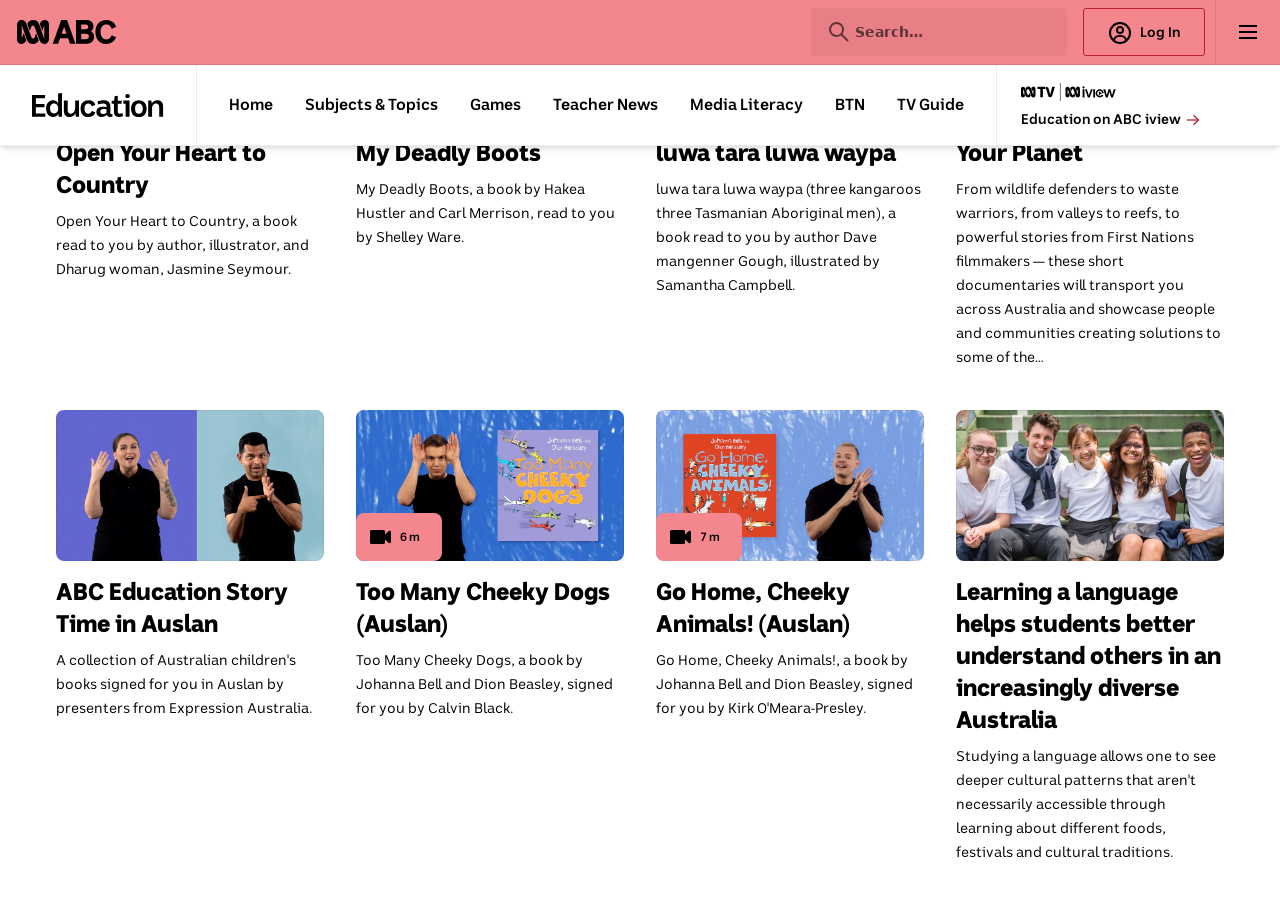 ABC
Search...
Log In
Education
Home
Subjects & Topics
Games
Teacher News
Media Literacy
BTN
TV Guide
TV iview
Education on ABC iview
Open Your Heart to
Country
Open Your Heart to Country, a book
read to you by author, illustrator, and
Dharug woman, Jasmine Seymour.
My Deadly Boots
My Deadly Boots, a book by Hakea
Hustler and Carl Merrison, read to you
by Shelley Ware.
luwa tara luwa waypa
luwa tara luwa waypa (three kangaroos
three Tasmanian Aboriginal men), a
book read to you by author Dave
mangenner Gough, illustrated by
Samantha Campbell.
Your Planet
From wildlife defenders to waste
warriors, from valleys to reefs, to
powerful stories from First Nations
filmmakers — these short
documentaries will transport you
across Australia and showcase people
and communities creating solutions to
some of the...
ABC Education Story
Time in Auslan
A collection of Australian children's
books signed for you in Auslan by
presenters from Expression Australia.
Johanna Bell and
Dion Beasley
Too Many
CHEEKY
DOGS
6 m
Too Many Cheeky Dogs
(Auslan)
Too Many Cheeky Dogs, a book by
Johanna Bell and Dion Beasley, signed
for you by Calvin Black.
Johanna Bell and
Dion Beasley
Go Home,
CHEEKY
ANIMALS!
7 m
Go Home, Cheeky
Animals! (Auslan)
Go Home, Cheeky Animals!, a book by
Johanna Bell and Dion Beasley, signed
for you by Kirk O'Meara-Presley.
Learning a language
helps students better
understand others in an
increasingly diverse
Australia
Studying a language allows one to see
deeper cultural patterns that aren't
necessarily accessible through
learning about different foods,
festivals and cultural traditions.